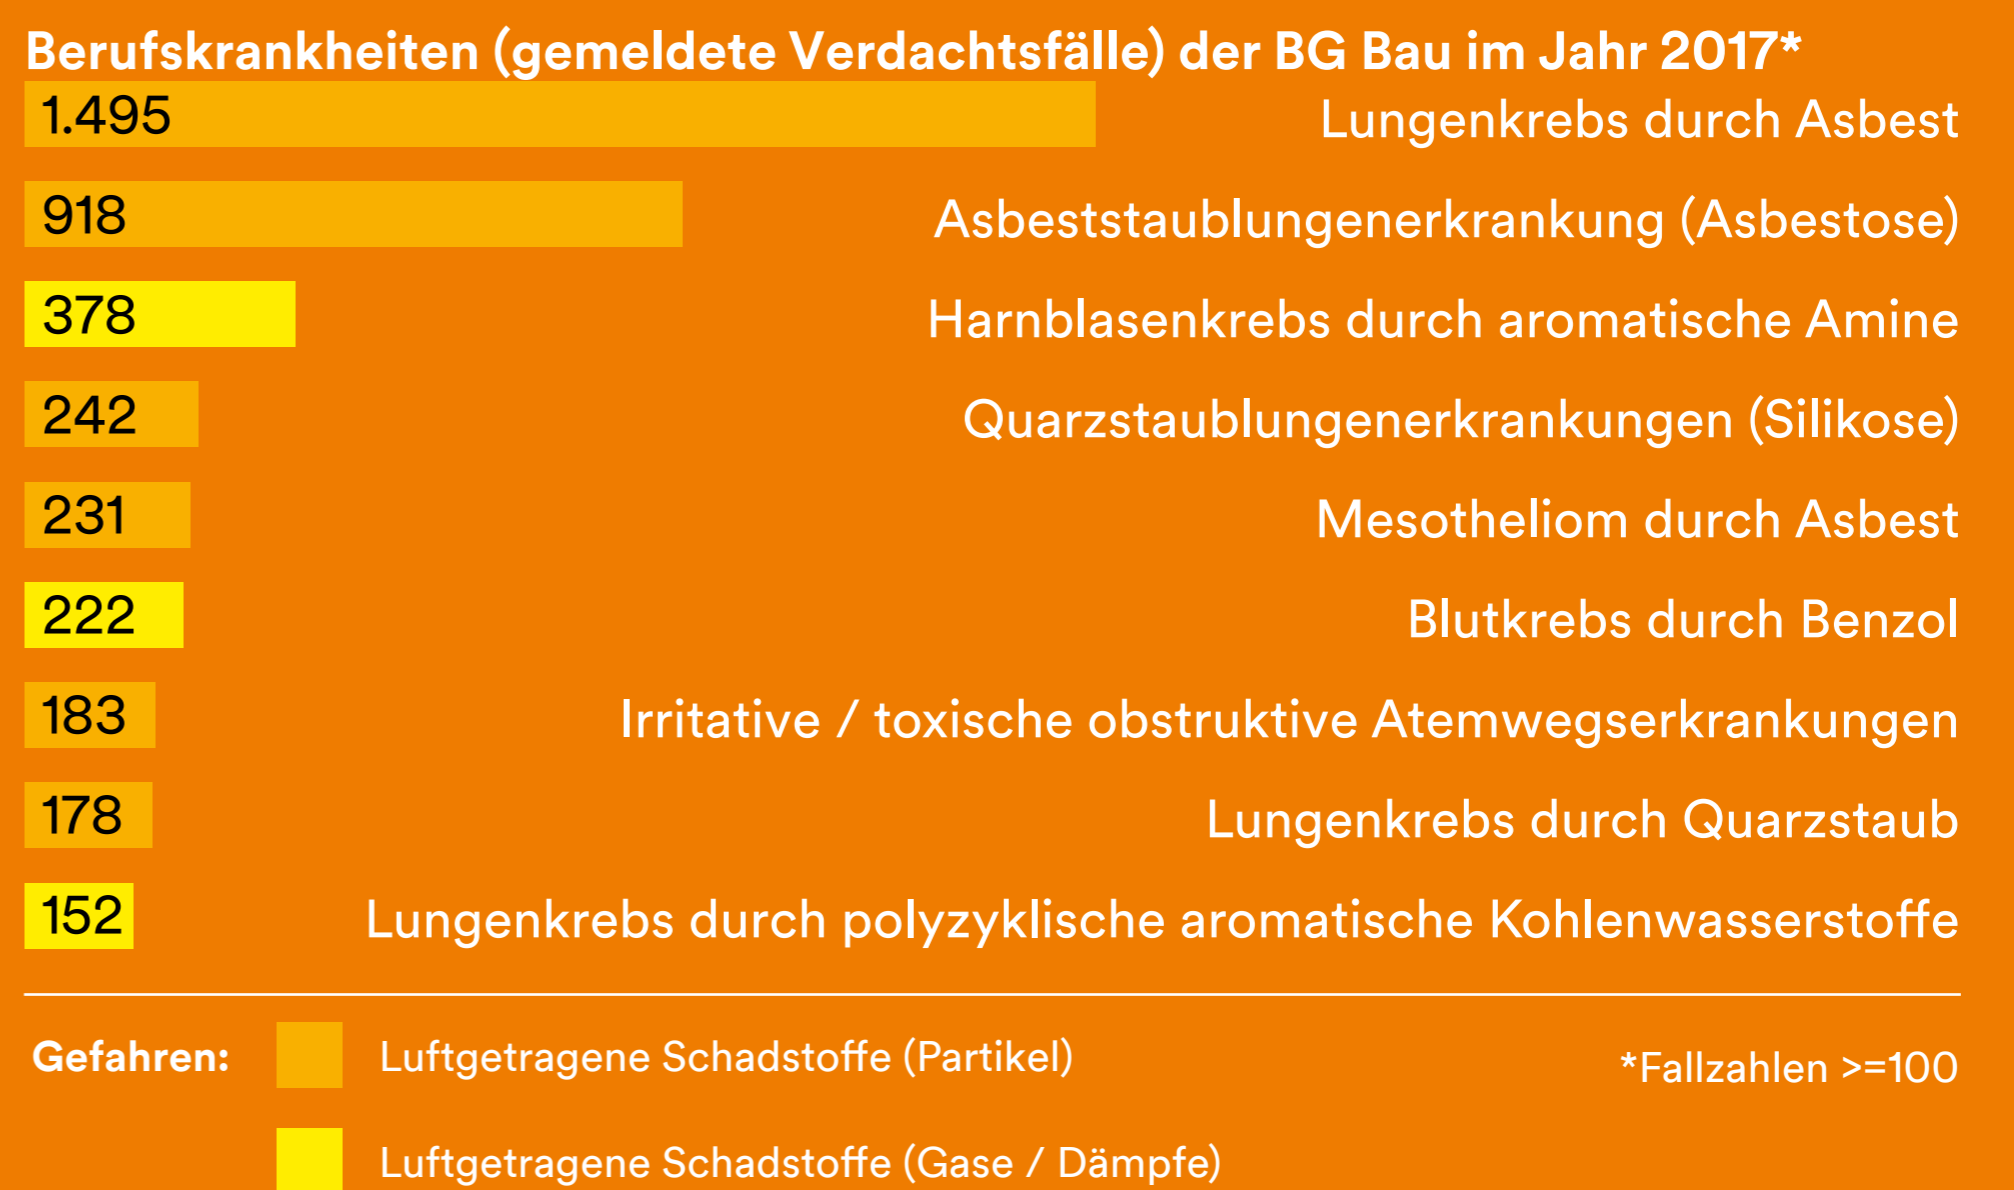 Berufskrankheiten (gemeldete Verdachtsfälle) der BG Bau im Jahr 2017*
1.495 Lungenkrebs durch Asbest
918 Asbeststaublungenerkrankung (Asbestose)
378 Harnblasenkrebs durch aromatische Amine
242 Quarzstaublungenerkrankungen (Silikose)
231 Mesotheliom durch Asbest
222 Blutkrebs durch Benzol
183 Irritative / toxische obstruktive Atemwegserkrankungen
178 Lungenkrebs durch Quarzstaub
152 Lungenkrebs durch polyzyklische aromatische Kohlenwasserstoffe
Gefahren: Luftgetragene Schadstoffe (Partikel) *Fallzahlen >=100
Luftgetragene Schadstoffe (Gase / Dämpfe)